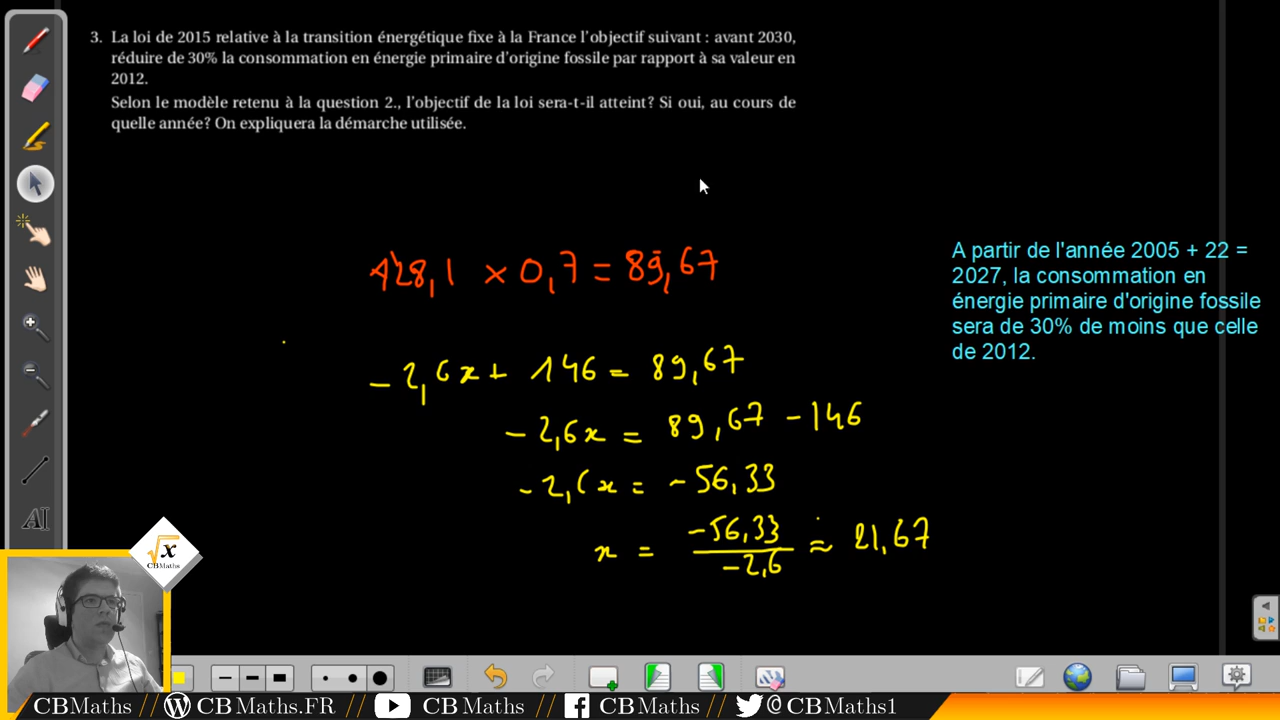 3. La loi de 2015 relative à la transition énergétique fixe à la France l'objectif suivant : avant 2030,
réduire de 30% la consommation en énergie primaire d'origine fossile par rapport à sa valeur en
2012.
Selon le modèle retenu à la question 2., l'objectif de la loi sera-t-il atteint? Si oui, au cours de
quelle année? On expliquera la démarche utilisée.
128,1 × 0,7 = 89,67
A partir de l'année 2005 + 22 =
2027, la consommation en
énergie primaire d'origine fossile
sera de 30% de moins que celle
de 2012.
-2,6x + 146 = 89,67
-2,6x = 89,67 - 146
-2,6x = -56,33
x = -56,33 / -2,6 ≈ 21,67
AI
√x
CBMaths
CBMaths CBMaths.FR CBMaths CBMaths @CBMaths1